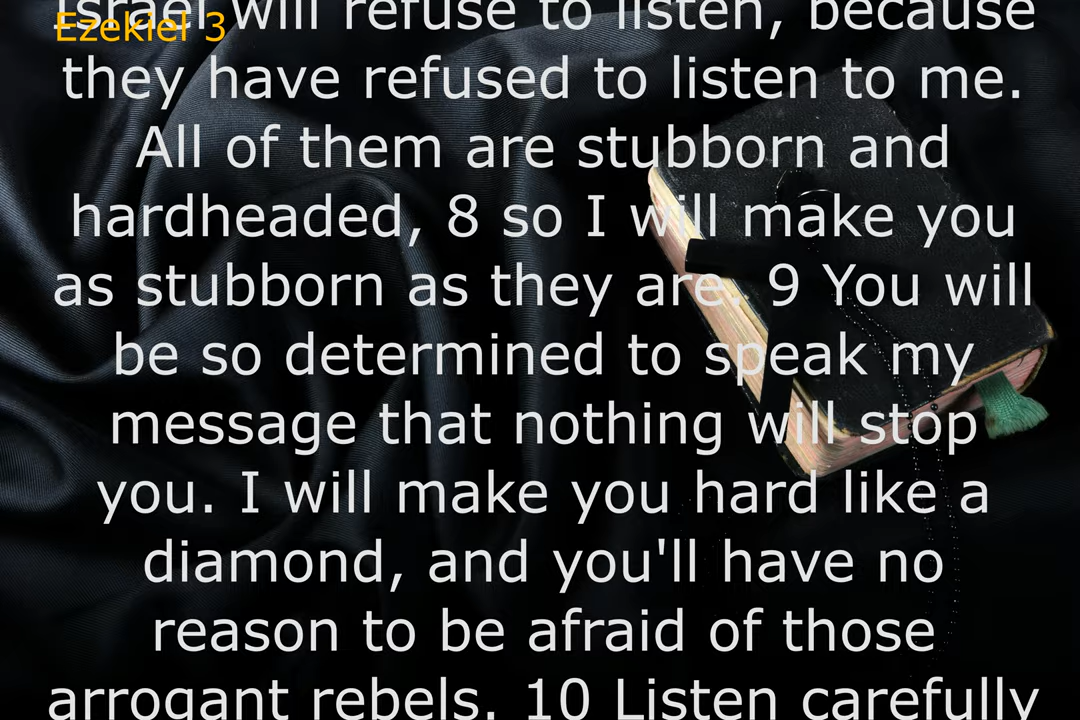 Ezekiel 3
Israel will refuse to listen, because
they have refused to listen to me.
All of them are stubborn and
hardheaded, 8 so I will make you
as stubborn as they are. 9 You will
be so determined to speak my
message that nothing will stop
you. I will make you hard like a
diamond, and you'll have no
reason to be afraid of those
arrogant rebels. 10 Listen carefully